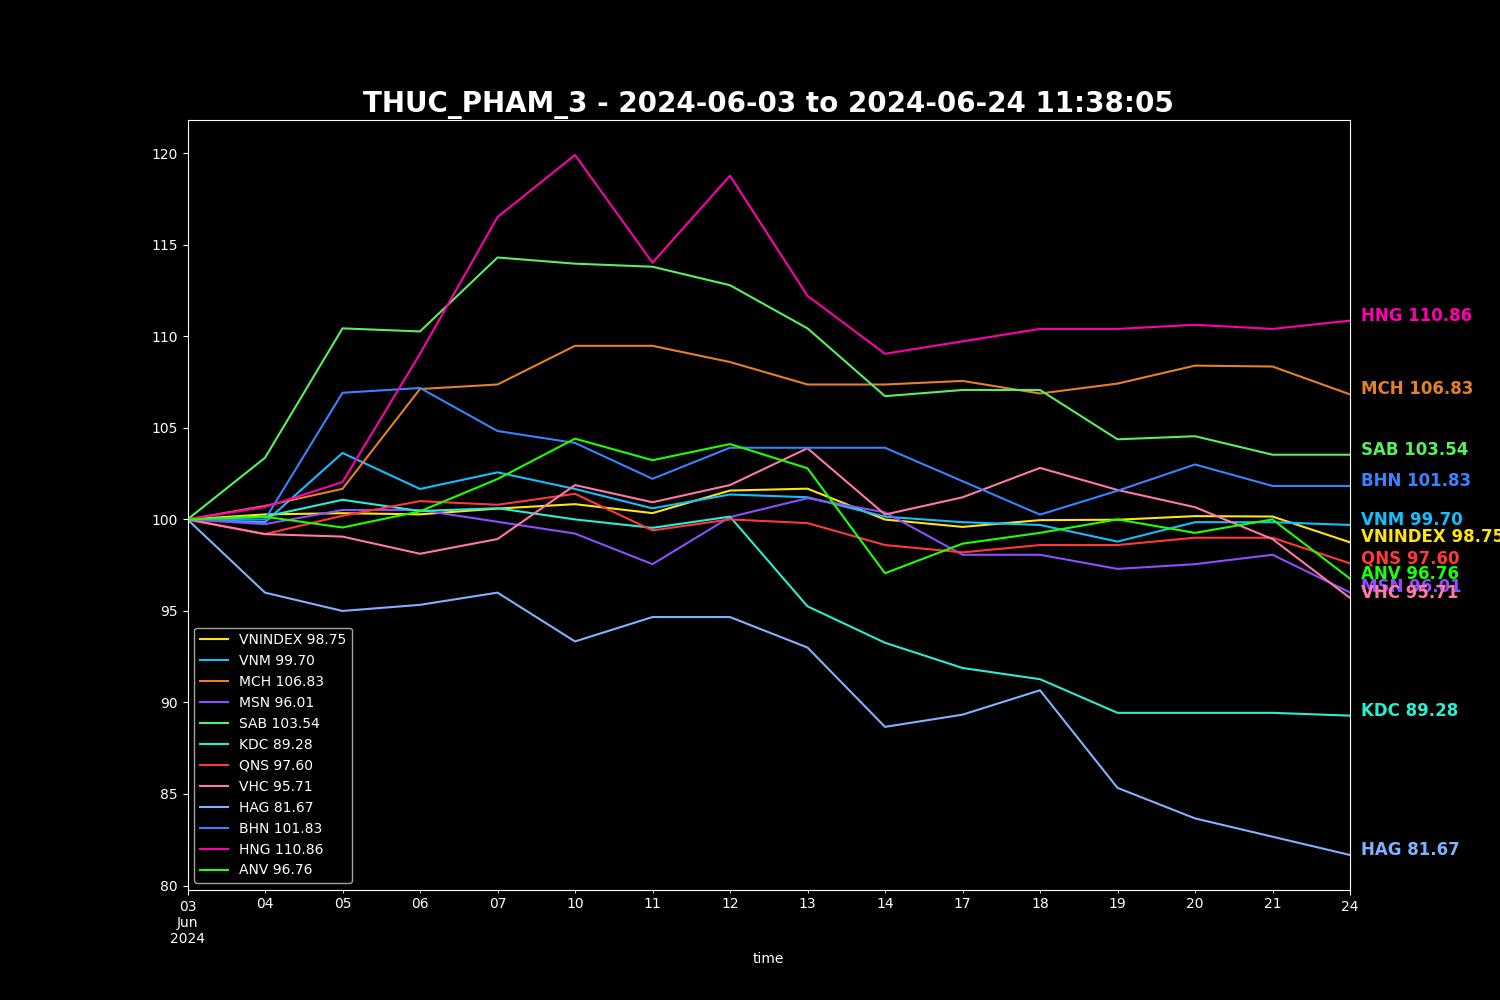 THUC_PHAM_3 - 2024-06-03 to 2024-06-24 11:38:05
120
115
110
105
100
95
90
85
80
HNG 110.86
MCH 106.83
SAB 103.54
BHN 101.83
VNM 99.70
VNINDEX 98.75
QNS 97.60
ANV 96.76
MSN 96.01
VHC 95.71
KDC 89.28
HAG 81.67
VNINDEX 98.75
VNM 99.70
MCH 106.83
MSN 96.01
SAB 103.54
KDC 89.28
QNS 97.60
VHC 95.71
HAG 81.67
BHN 101.83
HNG 110.86
ANV 96.76
03 04 05 06 07 10 11 12 13 14 17 18 19 20 21 24
Jun
2024
time